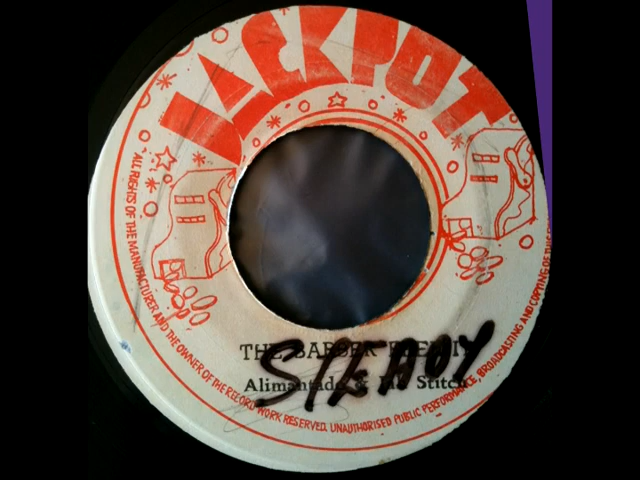 JACKPOT
THE BARBER
Alimantado & Stitch
STEADY
ALL RIGHTS OF THE MANUFACTURER AND THE OWNER OF THE RECORD WORK RESERVED. UNAUTHORISED PUBLIC PERFORMANCE, BROADCASTING AND COPYING OF THIS